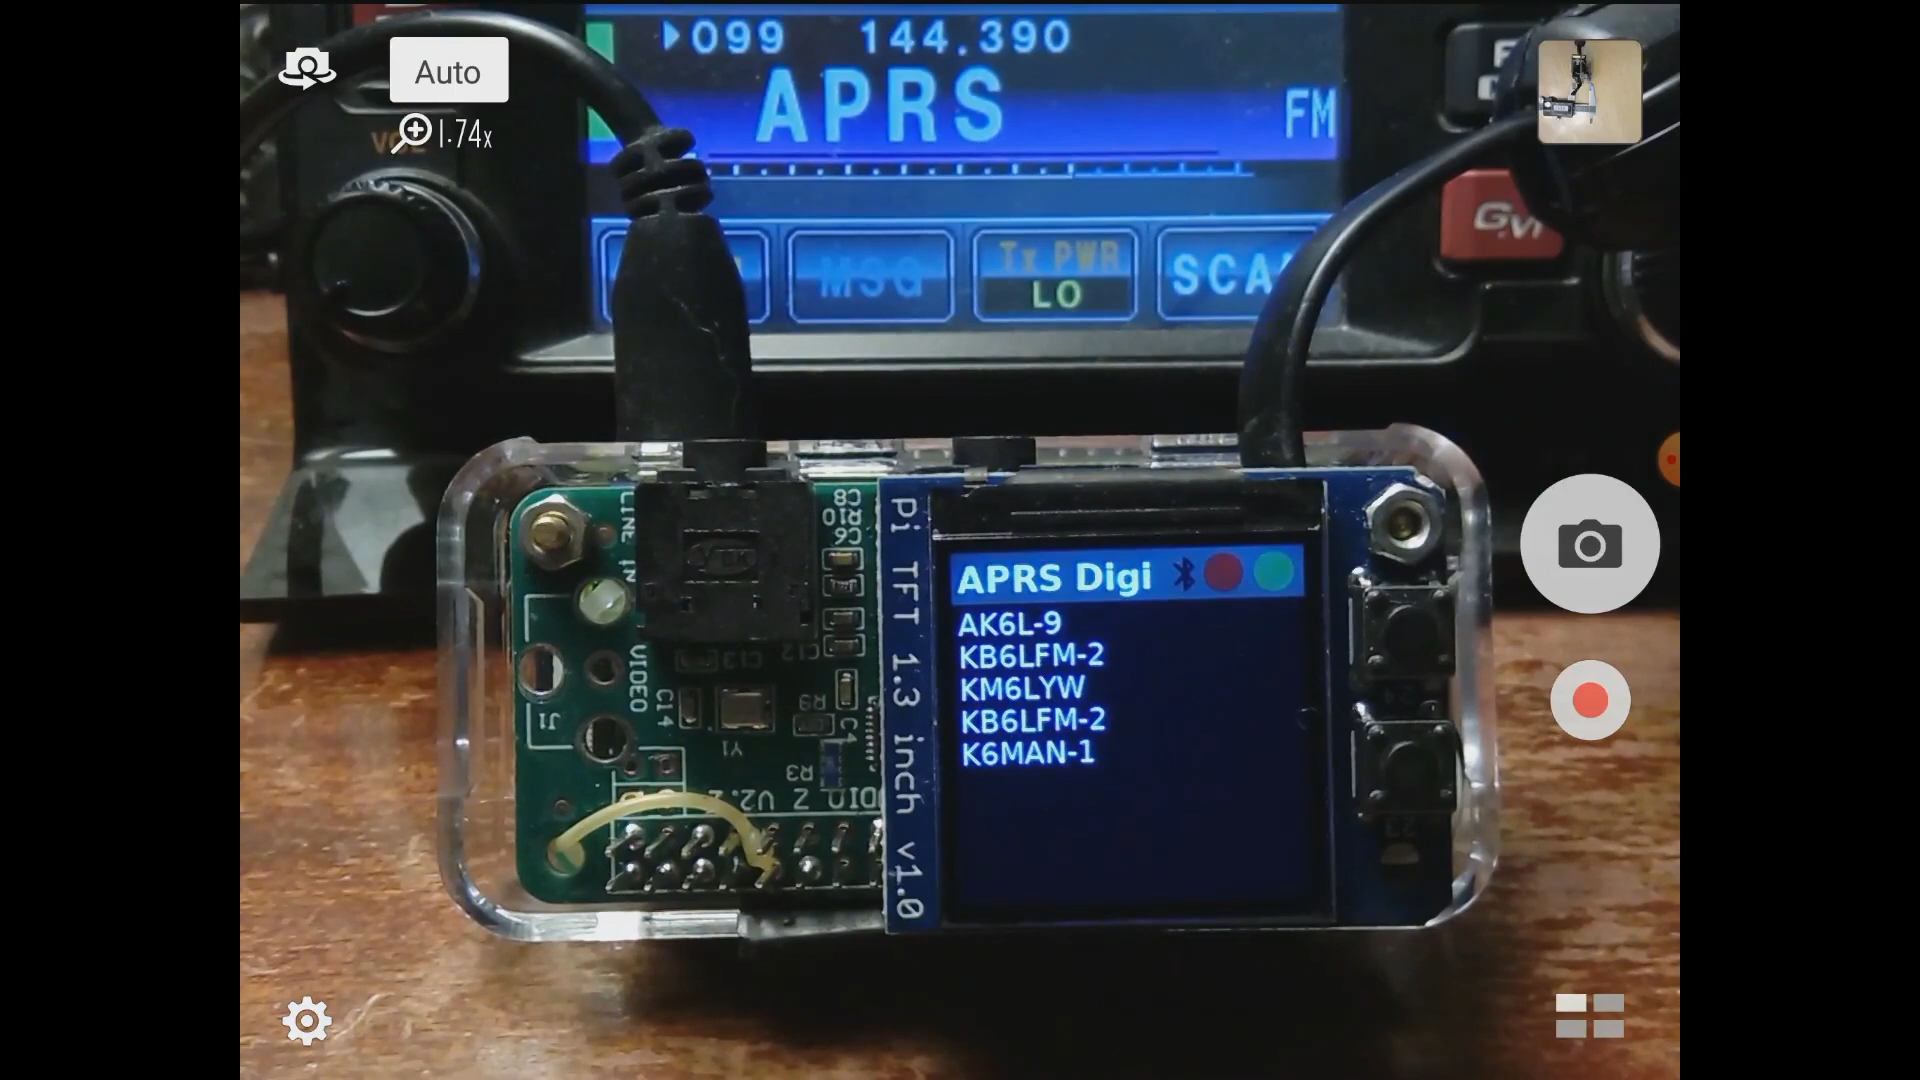 ▶099 144.390
APRS
FM
Auto
1.74x
VOL
MSG
Tx PWR
LO
SCA
LINE IN
C8
R10
C6
VIDEO
C13
C12
C14
R9
C4
J1
Y1
R3
Z V2.
Pi TFT 1.3 inch v1.0
APRS Digi
AK6L-9
KB6LFM-2
KM6LYW
KB6LFM-2
K6MAN-1